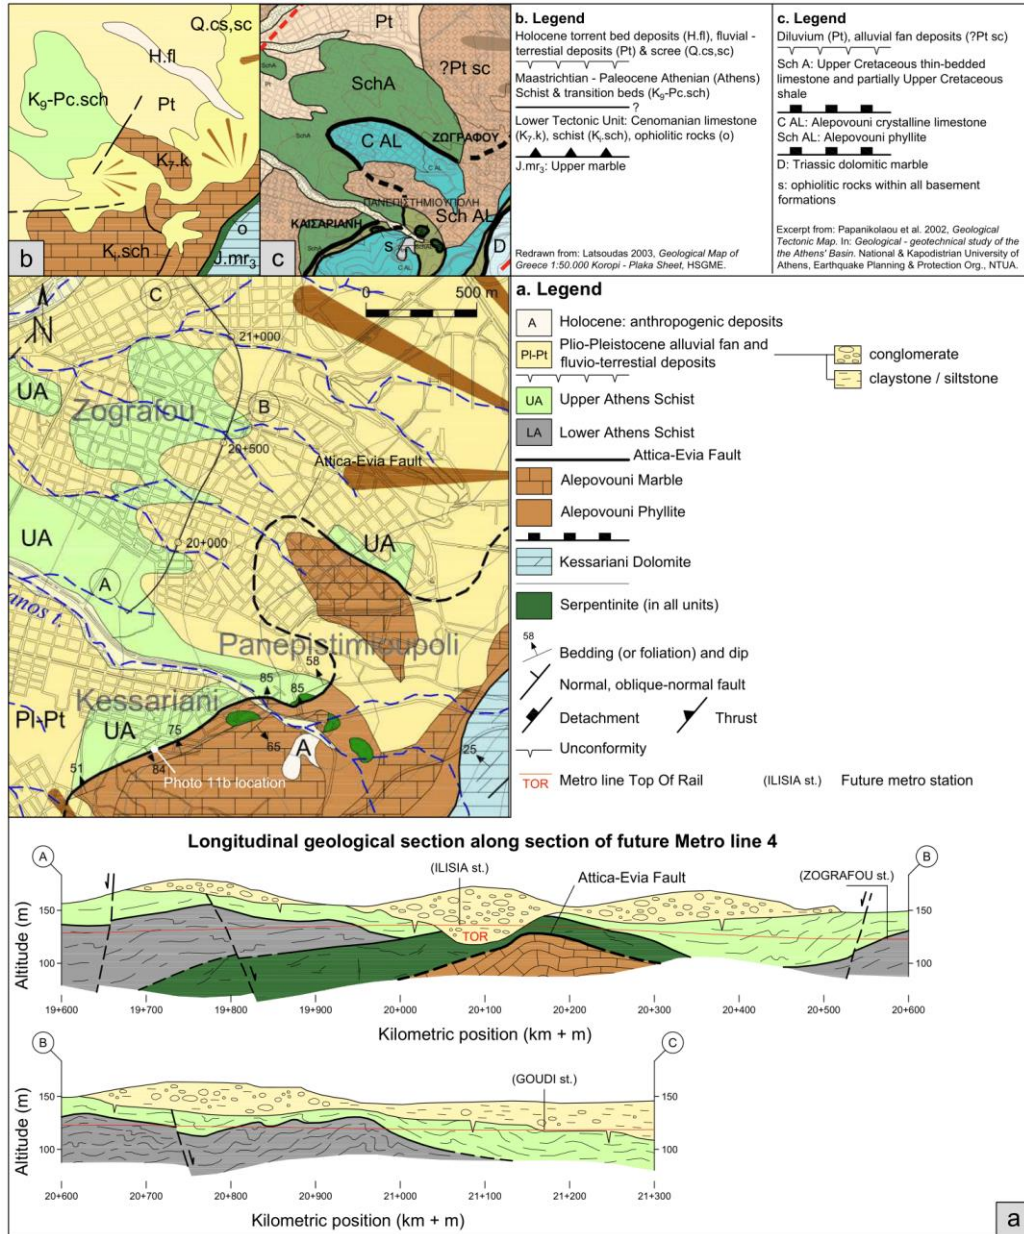 Q.cs,sc
H.fl
K9-Pc.sch
Pt
K7.k
Ki.sch
o
J.mr3
b
Pt
SchA
?Pt sc
SchA
C AL
ΖΩΓΡΑΦΟΥ
C AL
ΠΑΝΕΠΙΣΤΗΜΙΟΥΠΟΛΗ
Sch AL
ΚΑΙΣΑΡΙΑΝΗ
SchA
s
D
C AL
c
b. Legend
Holocene torrent bed deposits (H.fl), fluvial -
terrestial deposits (Pt) & scree (Q.cs,sc)
Maastrichtian - Paleocene Athenian (Athens)
Schist & transition beds (K9-Pc.sch)
?
Lower Tectonic Unit: Cenomanian limestone
(K7.k), schist (Ki.sch), ophiolitic rocks (o)
J.mr3: Upper marble
Redrawn from: Latsoudas 2003, Geological Map of
Greece 1:50.000 Koropi - Plaka Sheet, HSGME.
c. Legend
Diluvium (Pt), alluvial fan deposits (?Pt sc)
Sch A: Upper Cretaceous thin-bedded
limestone and partially Upper Cretaceous
shale
C AL: Alepovouni crystalline limestone
Sch AL: Alepovouni phyllite
D: Triassic dolomitic marble
s: ophiolitic rocks within all basement
formations
Excerpt from: Papanikolaou et al. 2002, Geological
Tectonic Map. In: Geological - geotechnical study of the
the Athens' Basin. National & Kapodistrian University of
Athens, Earthquake Planning & Protection Org., NTUA.
C
0 500 m
N
21+000
UA
Zografou
B
20+500
Attica-Evia Fault
UA
20+000
UA
A
anos t.
Panepistimioupoli
58
85
85
Kessariani
Pl-Pt
UA
75
65
A
25
51
84
Photo 11b location
a. Legend
A Holocene: anthropogenic deposits
Pl-Pt Plio-Pleistocene alluvial fan and
fluvio-terrestial deposits
conglomerate
claystone / siltstone
UA Upper Athens Schist
LA Lower Athens Schist
Attica-Evia Fault
Alepovouni Marble
Alepovouni Phyllite
Kessariani Dolomite
Serpentinite (in all units)
58 Bedding (or foliation) and dip
Normal, oblique-normal fault
Detachment Thrust
Unconformity
TOR Metro line Top Of Rail (ILISIA st.) Future metro station
Longitudinal geological section along section of future Metro line 4
A (ILISIA st.) Attica-Evia Fault (ZOGRAFOU st.) B
Altitude (m)
150 150
TOR
100 100
19+600 19+700 19+800 19+900 20+000 20+100 20+200 20+300 20+400 20+500 20+600
Kilometric position (km + m)
B C
(GOUDI st.)
Altitude (m)
150 150
100 100
20+600 20+700 20+800 20+900 21+000 21+100 21+200 21+300
Kilometric position (km + m)
a